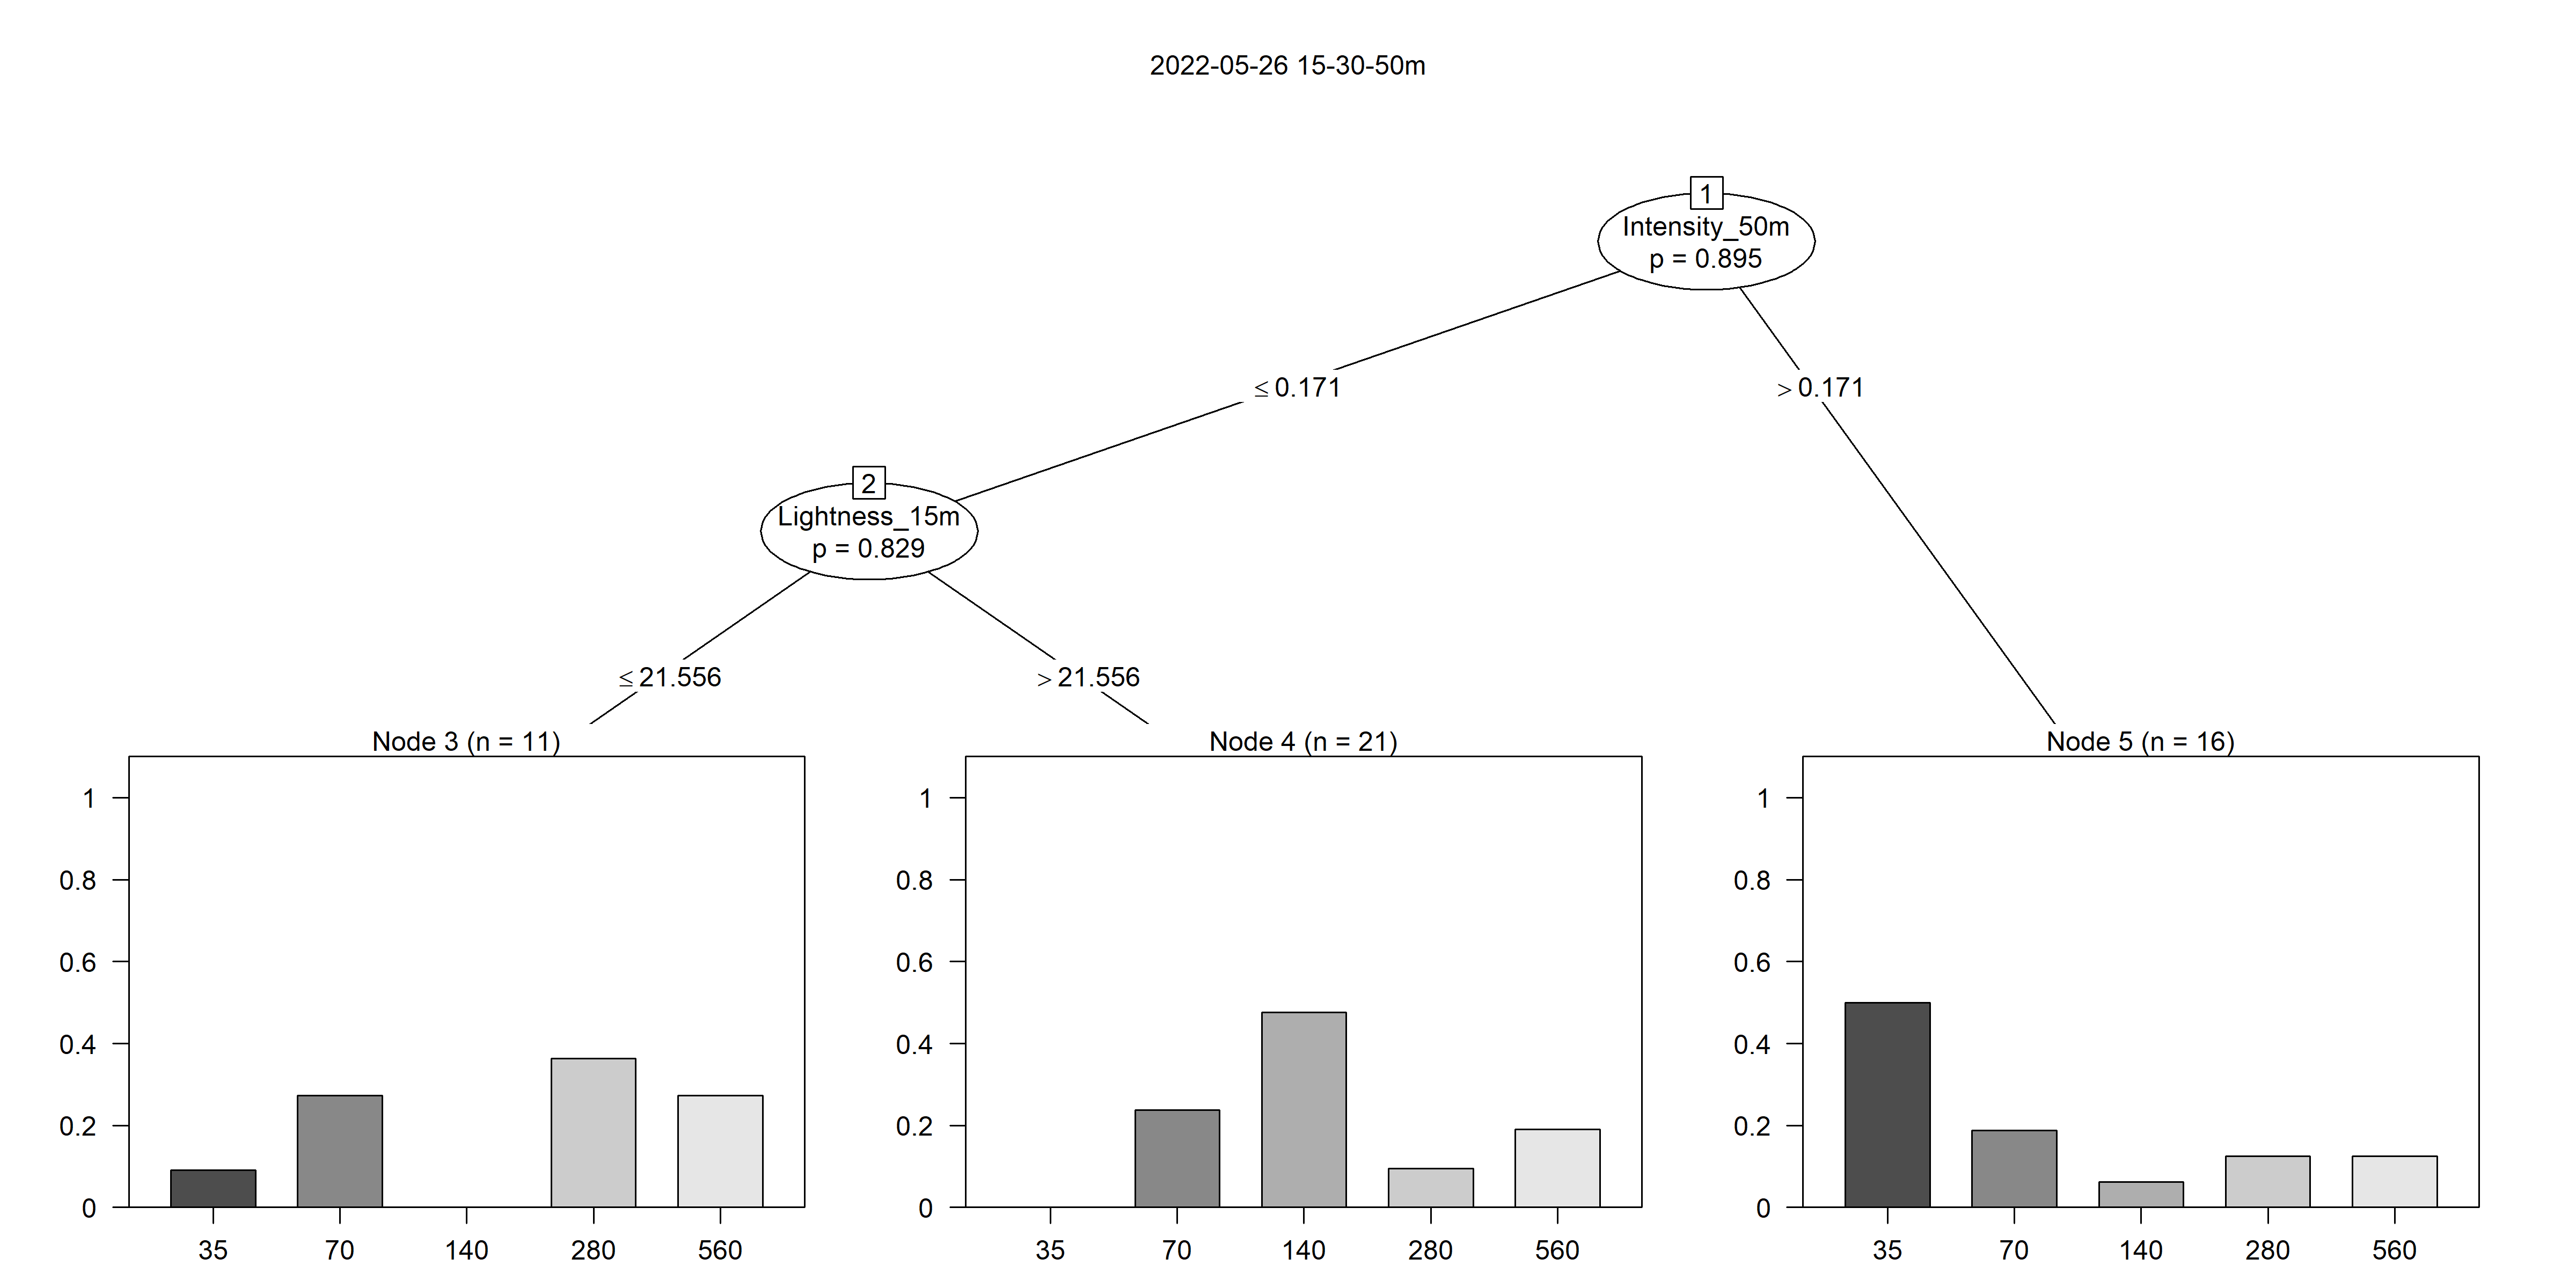 2022-05-26 15-30-50m
1
Intensity_50m
p = 0.895
≤ 0.171
> 0.171
2
Lightness_15m
p = 0.829
≤ 21.556
> 21.556
Node 3 (n = 11)
1
0.8
0.6
0.4
0.2
0
35 70 140 280 560
Node 4 (n = 21)
1
0.8
0.6
0.4
0.2
0
35 70 140 280 560
Node 5 (n = 16)
1
0.8
0.6
0.4
0.2
0
35 70 140 280 560